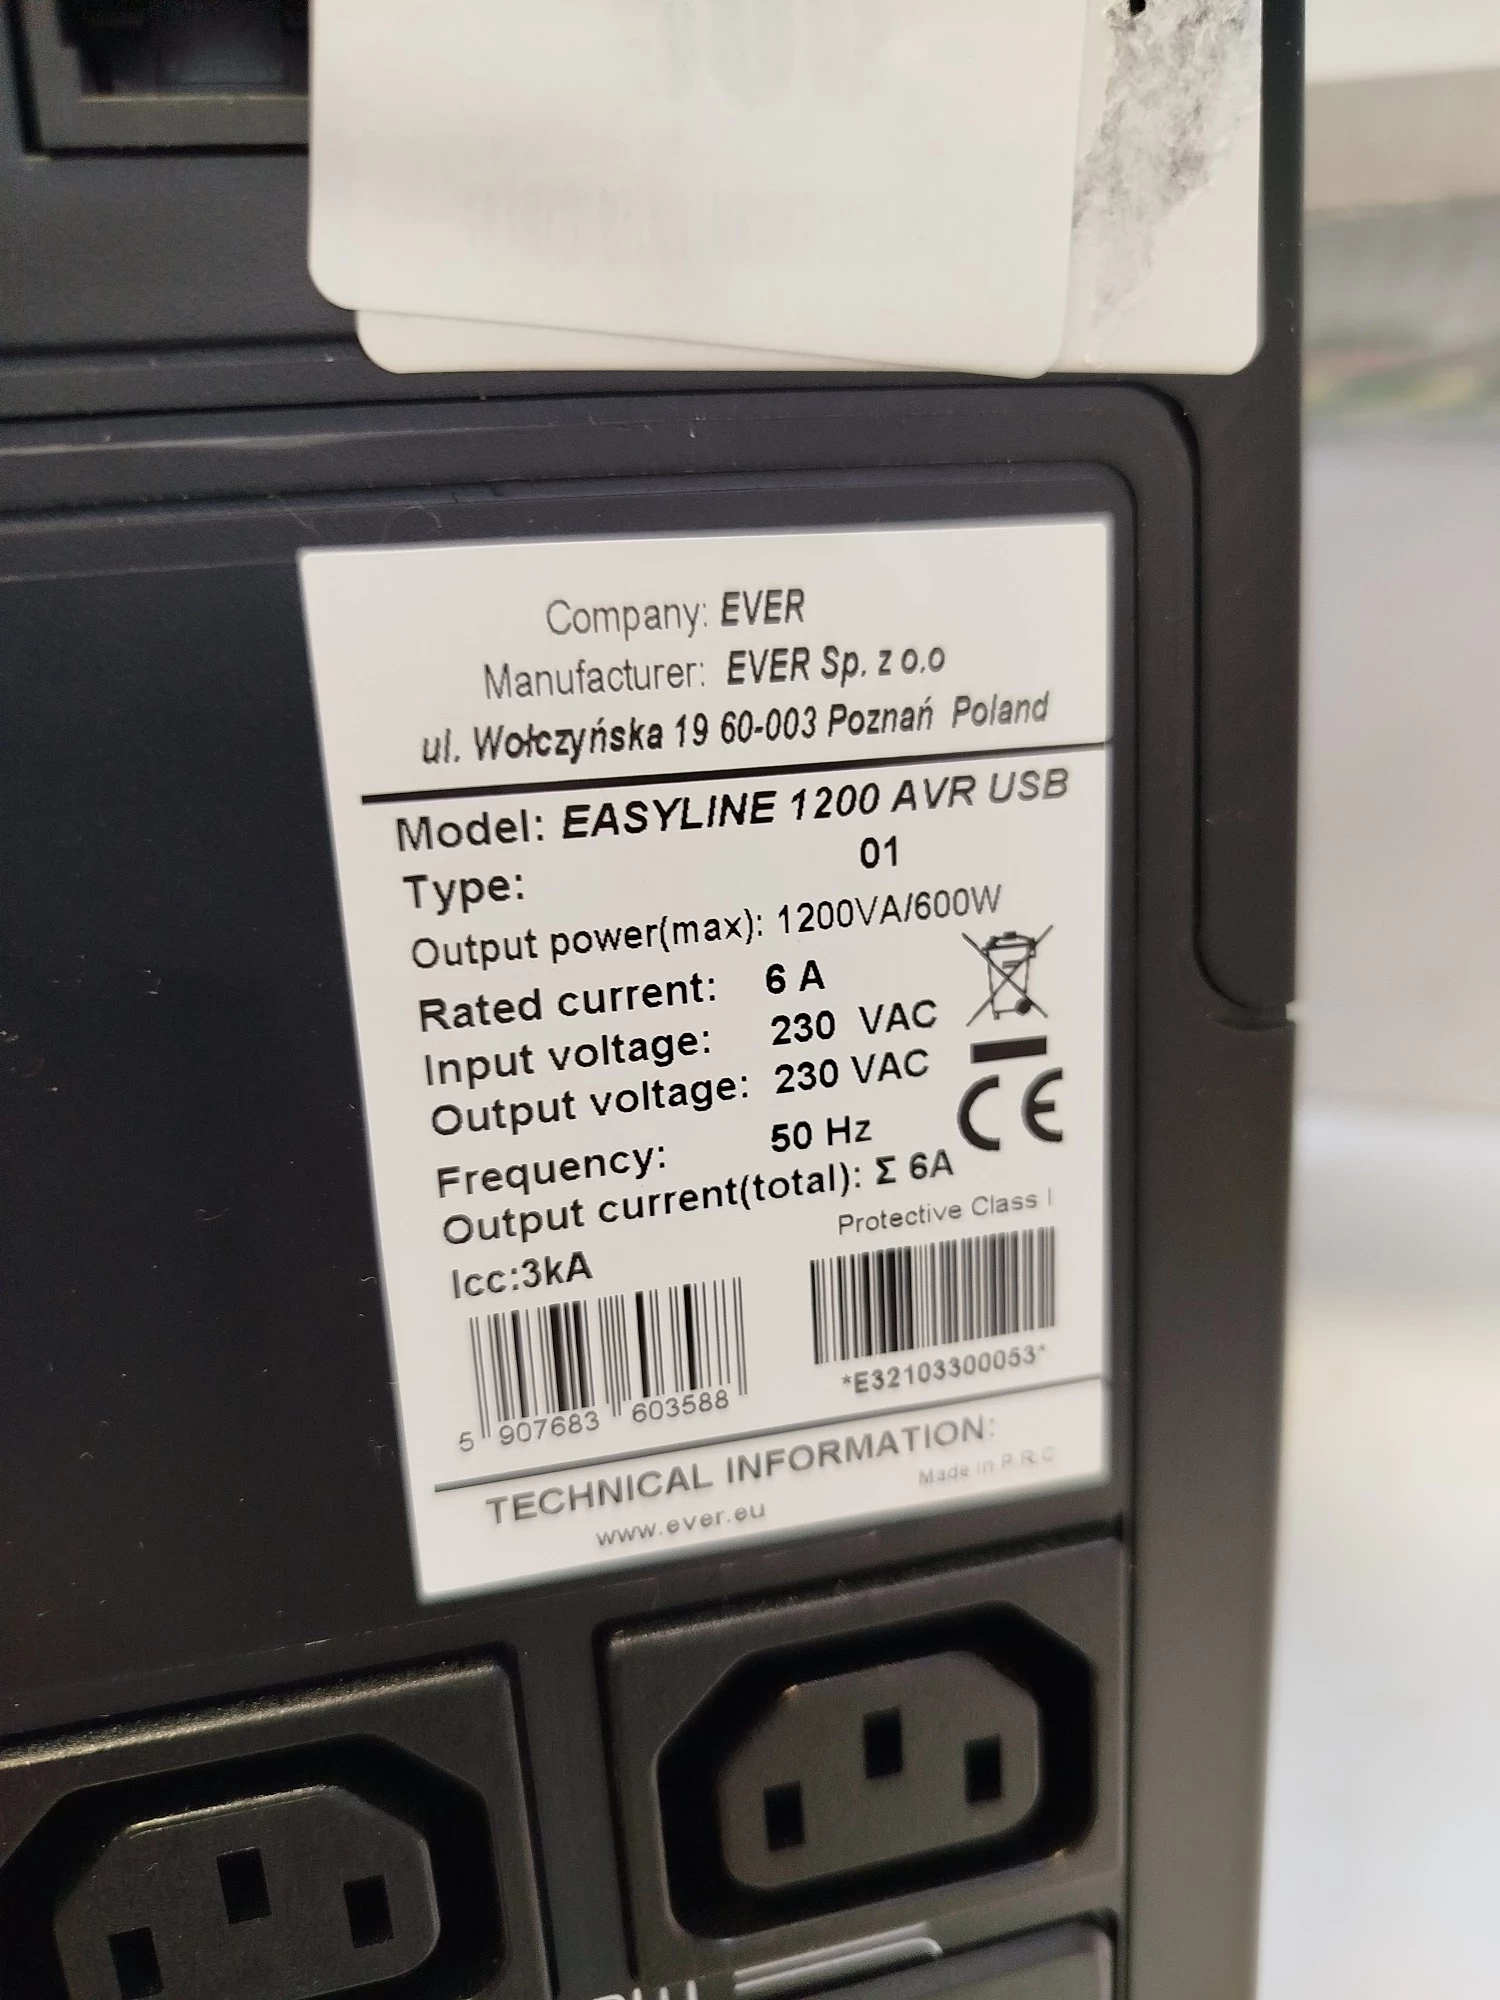 Company: EVER
Manufacturer: EVER Sp. z o.o
ul. Wołczyńska 19 60-003 Poznań Poland
Model: EASYLINE 1200 AVR USB
Type: 01
Output power(max): 1200VA/600W
Rated current: 6 A
Input voltage: 230 VAC
Output voltage: 230 VAC
Frequency: 50 Hz
Output current(total): Σ 6A
CE
Protective Class I
Icc:3kA
5 907683 603588
*E32103300053*
TECHNICAL INFORMATION:
Made in P.R.C
www.ever.eu